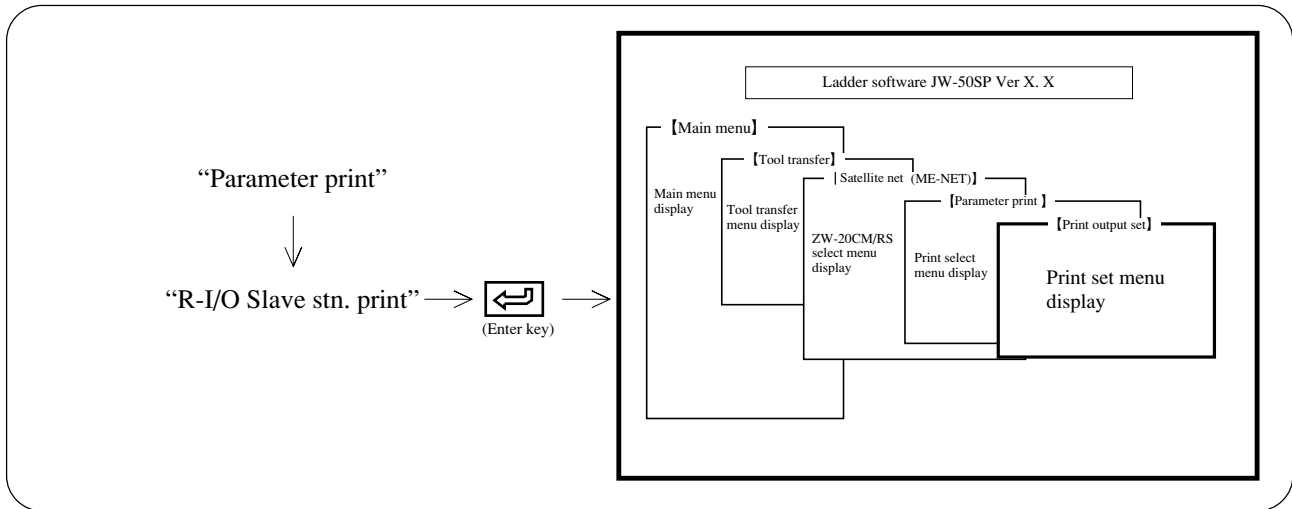 “Parameter print”
“R-I/O Slave stn. print”
(Enter key)
Ladder software JW-50SP Ver X. X
【Main menu】
Main menu
display
【Tool transfer】
Tool transfer
menu display
| Satellite net (ME-NET)】
ZW-20CM/RS
select menu
display
【Parameter print 】
Print select
menu display
【Print output set】
Print set menu
display